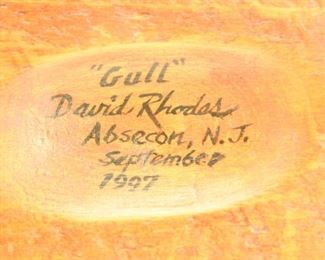 "Gull"
David Rhodes
Absecon, N.J.
September
1997